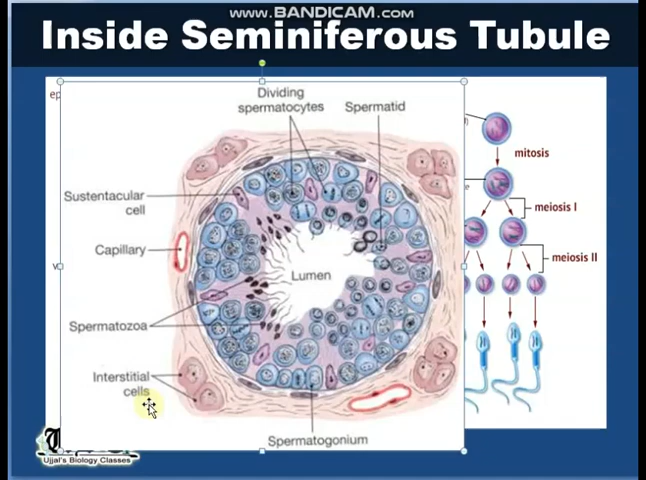 WWW.BANDICAM.COM
Inside Seminiferous Tubule
ep
Dividing
spermatocytes
Spermatid
mitosis
Sustentacular
cell
meiosis I
Capillary
meiosis II
Lumen
Spermatozoa
Interstitial
cells
Spermatogonium
Ujjal's Biology Classes